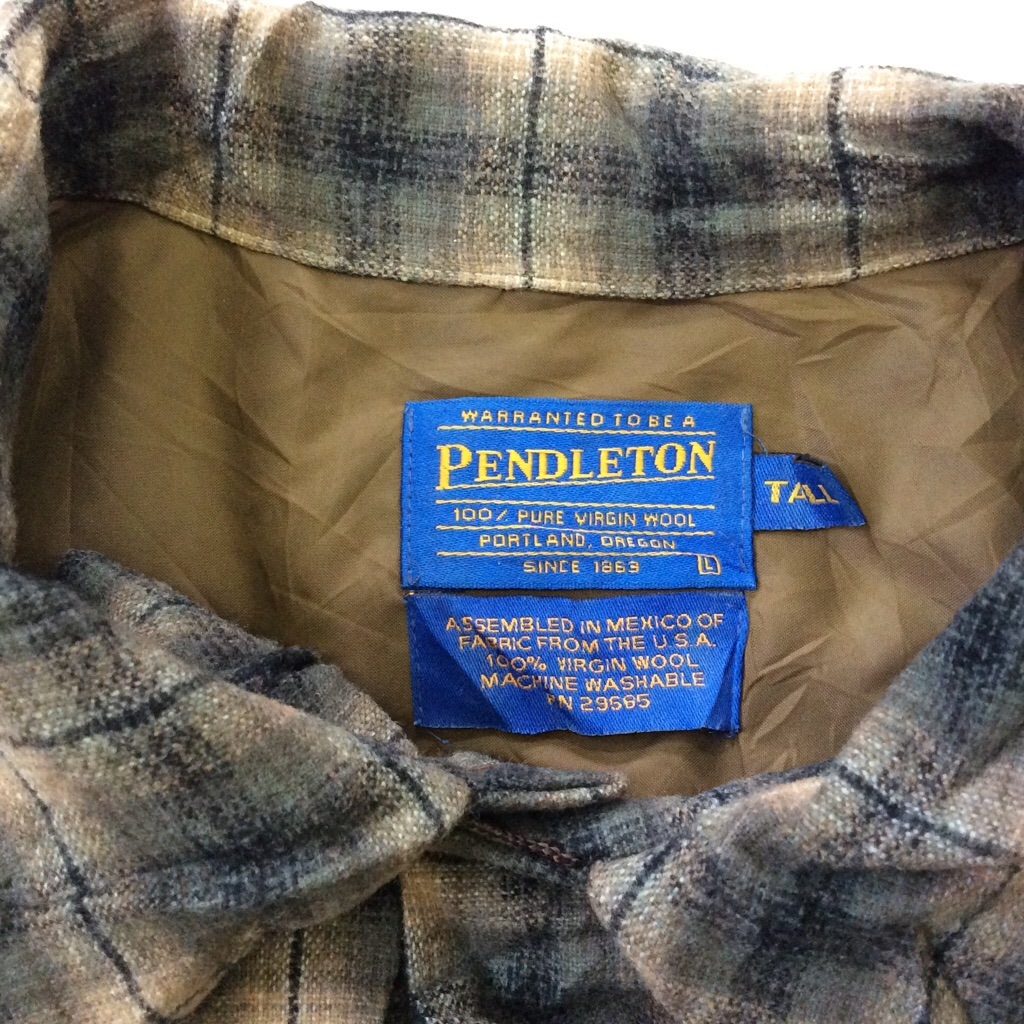 WARRANTED TO BE A
PENDLETON
100% PURE VIRGIN WOOL
PORTLAND, OREGON
SINCE 1863 L
TALL
ASSEMBLED IN MEXICO OF
FABRIC FROM THE U.S.A.
100% VIRGIN WOOL
MACHINE WASHABLE
RN 29685